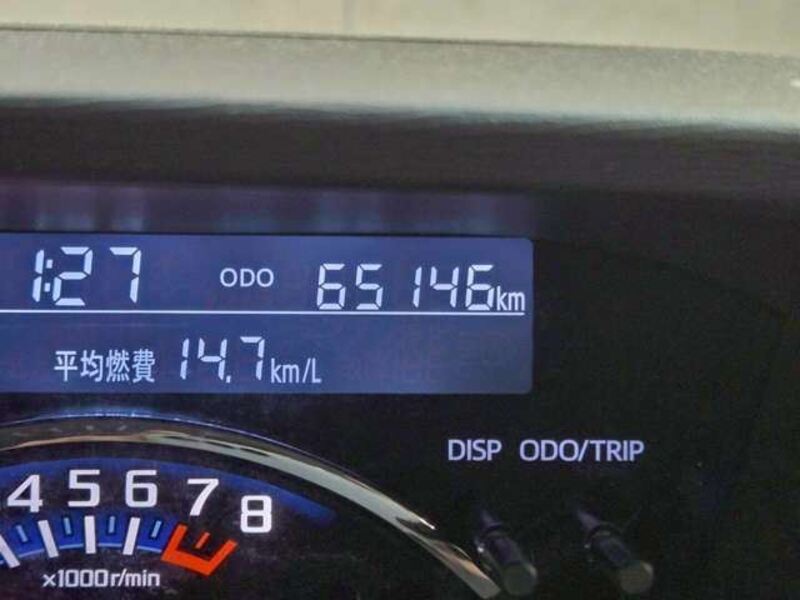 1:27 ODO 65146km
平均燃費 14.7km/L
DISP ODO/TRIP
4 5 6 7 8
x1000r/min